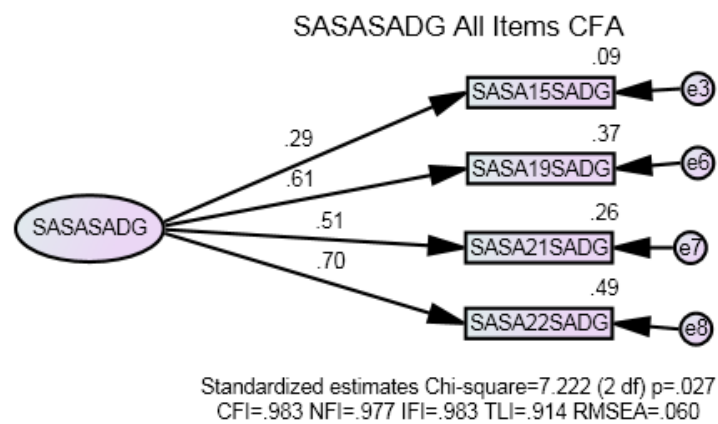 SASASADG All Items CFA
.09
SASA15SADG
e3
.29
.37
SASA19SADG
e6
.61
SASASADG
.26
.51
SASA21SADG
e7
.70
.49
SASA22SADG
e8
Standardized estimates Chi-square=7.222 (2 df) p=.027
CFI=.983 NFI=.977 IFI=.983 TLI=.914 RMSEA=.060